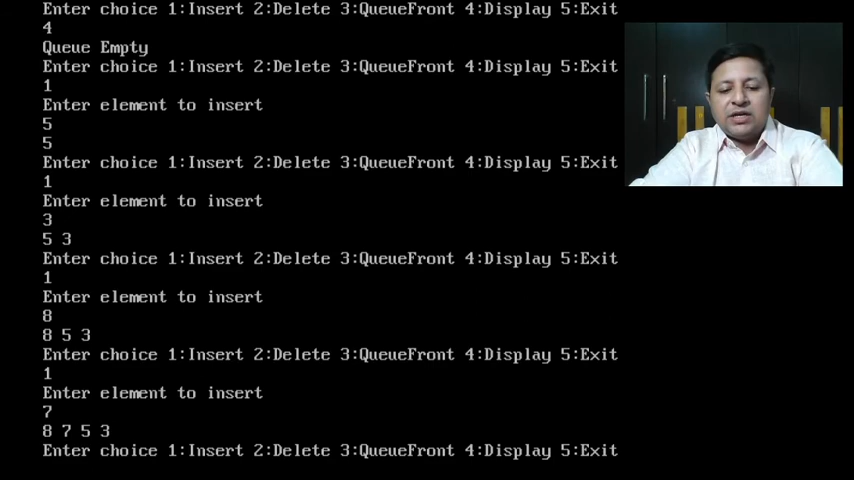 Enter choice 1:Insert 2:Delete 3:QueueFront 4:Display 5:Exit
4
Queue Empty
Enter choice 1:Insert 2:Delete 3:QueueFront 4:Display 5:Exit
1
Enter element to insert
5
5
Enter choice 1:Insert 2:Delete 3:QueueFront 4:Display 5:Exit
1
Enter element to insert
3
5 3
Enter choice 1:Insert 2:Delete 3:QueueFront 4:Display 5:Exit
1
Enter element to insert
8
8 5 3
Enter choice 1:Insert 2:Delete 3:QueueFront 4:Display 5:Exit
1
Enter element to insert
7
8 7 5 3
Enter choice 1:Insert 2:Delete 3:QueueFront 4:Display 5:Exit